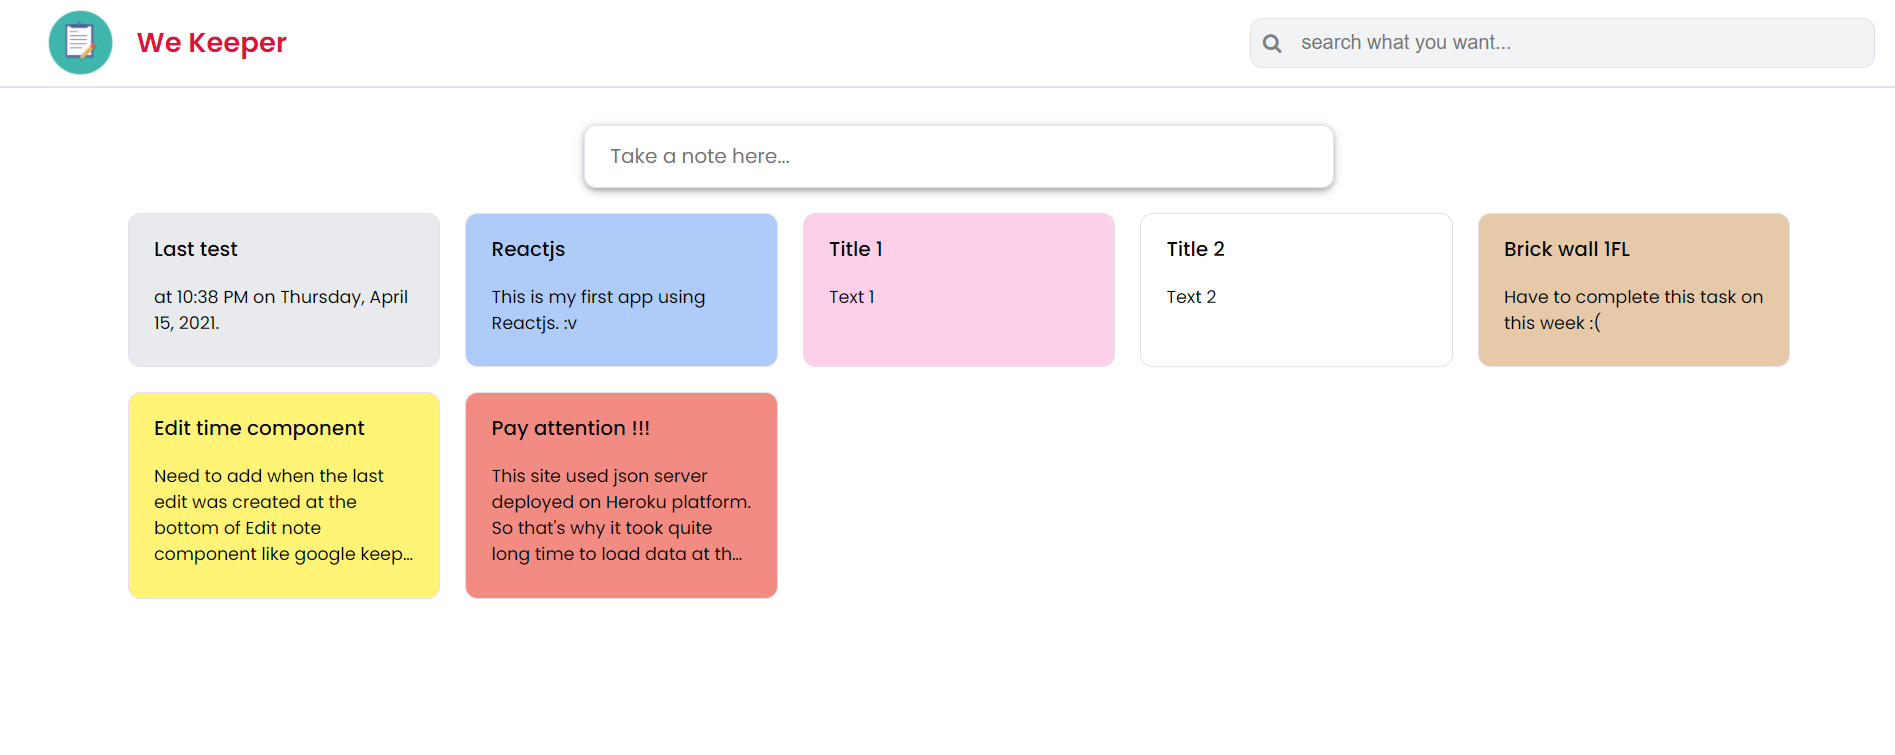 We Keeper
search what you want...
Take a note here...
Last test
at 10:38 PM on Thursday, April
15, 2021.
Reactjs
This is my first app using
Reactjs. :v
Title 1
Text 1
Title 2
Text 2
Brick wall 1FL
Have to complete this task on
this week :(
Edit time component
Need to add when the last
edit was created at the
bottom of Edit note
component like google keep...
Pay attention !!!
This site used json server
deployed on Heroku platform.
So that's why it took quite
long time to load data at th...